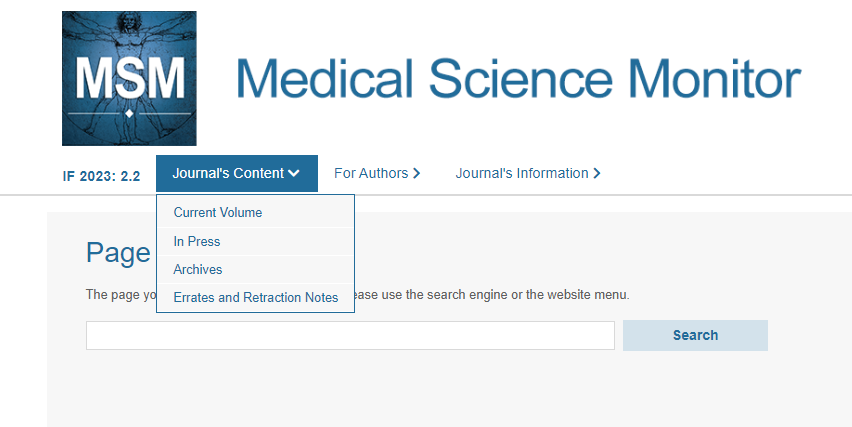 MSM
Medical Science Monitor
IF 2023: 2.2
Journal's Content
For Authors
Journal's Information
Current Volume
In Press
Archives
Errates and Retraction Notes
Page
The page yo
ease use the search engine or the website menu.
Search